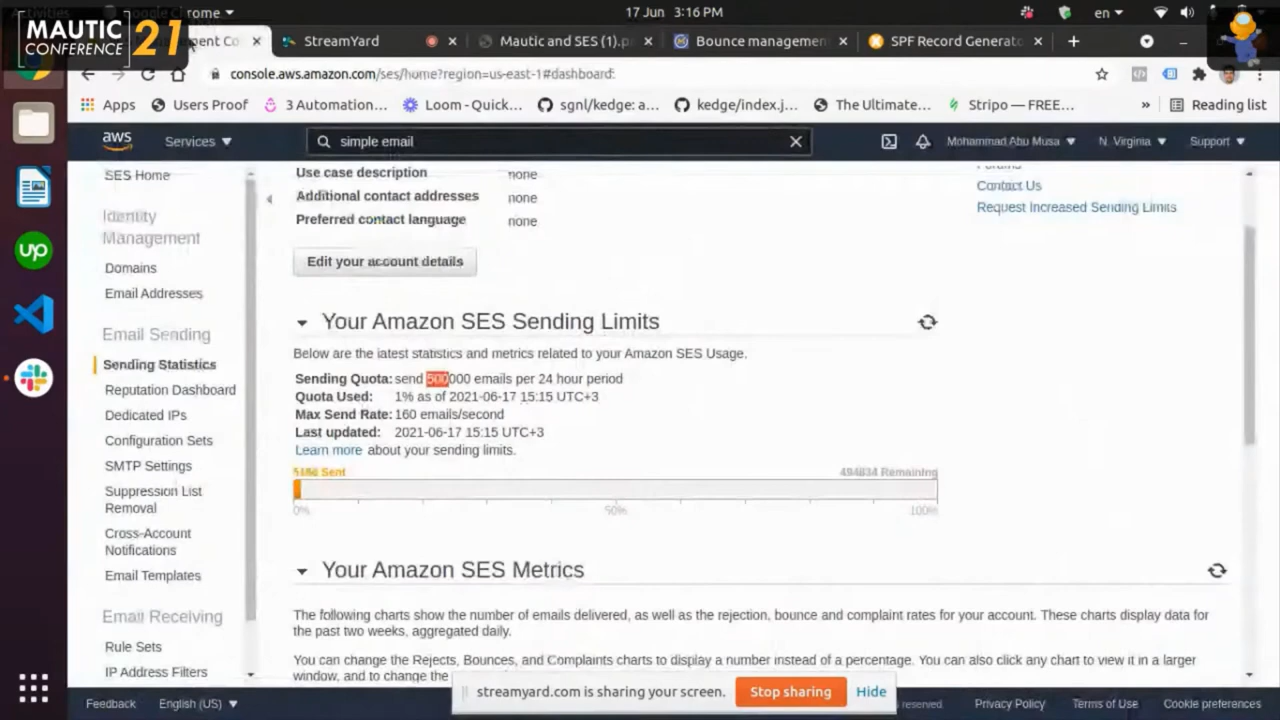 Activities Google Chrome
17 Jun 3:16 PM
en
MAUTIC
CONFERENCE 21
StreamYard
Mautic and SES (1).p
Bounce managemen
SPF Record Generato
console.aws.amazon.com/ses/home?region=us-east-1#dashboard:
Apps
Users Proof
3 Automation...
Loom - Quick...
sgnl/kedge: a...
kedge/index.j...
The Ultimate...
Stripo — FREE...
»
Reading list
aws
Services
simple email
Mohammad Abu Musa
N. Virginia
Support
SES Home
Identity
Management
Domains
Email Addresses
Email Sending
Sending Statistics
Reputation Dashboard
Dedicated IPs
Configuration Sets
SMTP Settings
Suppression List
Removal
Cross-Account
Notifications
Email Templates
Email Receiving
Rule Sets
IP Address Filters
Use case description none
Additional contact addresses none
Preferred contact language none
Edit your account details
Forums
Contact Us
Request Increased Sending Limits
Your Amazon SES Sending Limits
Below are the latest statistics and metrics related to your Amazon SES Usage.
Sending Quota: send 500000 emails per 24 hour period
Quota Used: 1% as of 2021-06-17 15:15 UTC+3
Max Send Rate: 160 emails/second
Last updated: 2021-06-17 15:15 UTC+3
Learn more about your sending limits.
Sent
Remaining
0% 50% 100%
Your Amazon SES Metrics
The following charts show the number of emails delivered, as well as the rejection, bounce and complaint rates for your account. These charts display data for
the past two weeks, aggregated daily.
You can change the Rejects, Bounces, and Complaints charts to display a number instead of a percentage. You can also click any chart to view it in a larger
window, and to change the
streamyard.com is sharing your screen.
Stop sharing
Hide
up
Feedback
English (US)
reserved.
Privacy Policy
Terms of Use
Cookie preferences